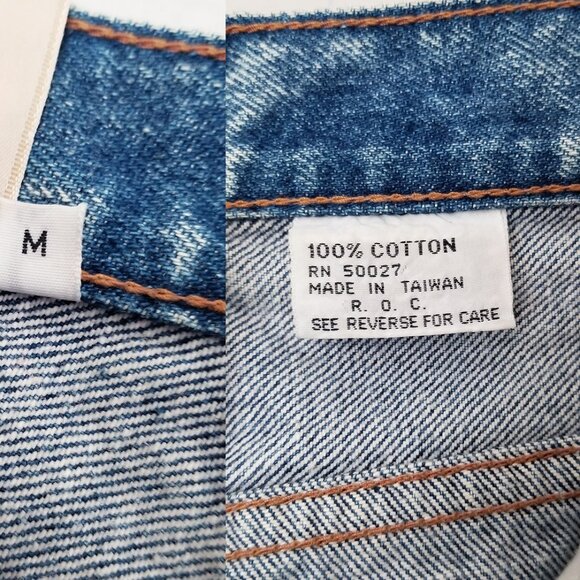 M
100% COTTON
RN 50027
MADE IN TAIWAN
R. O. C.
SEE REVERSE FOR CARE